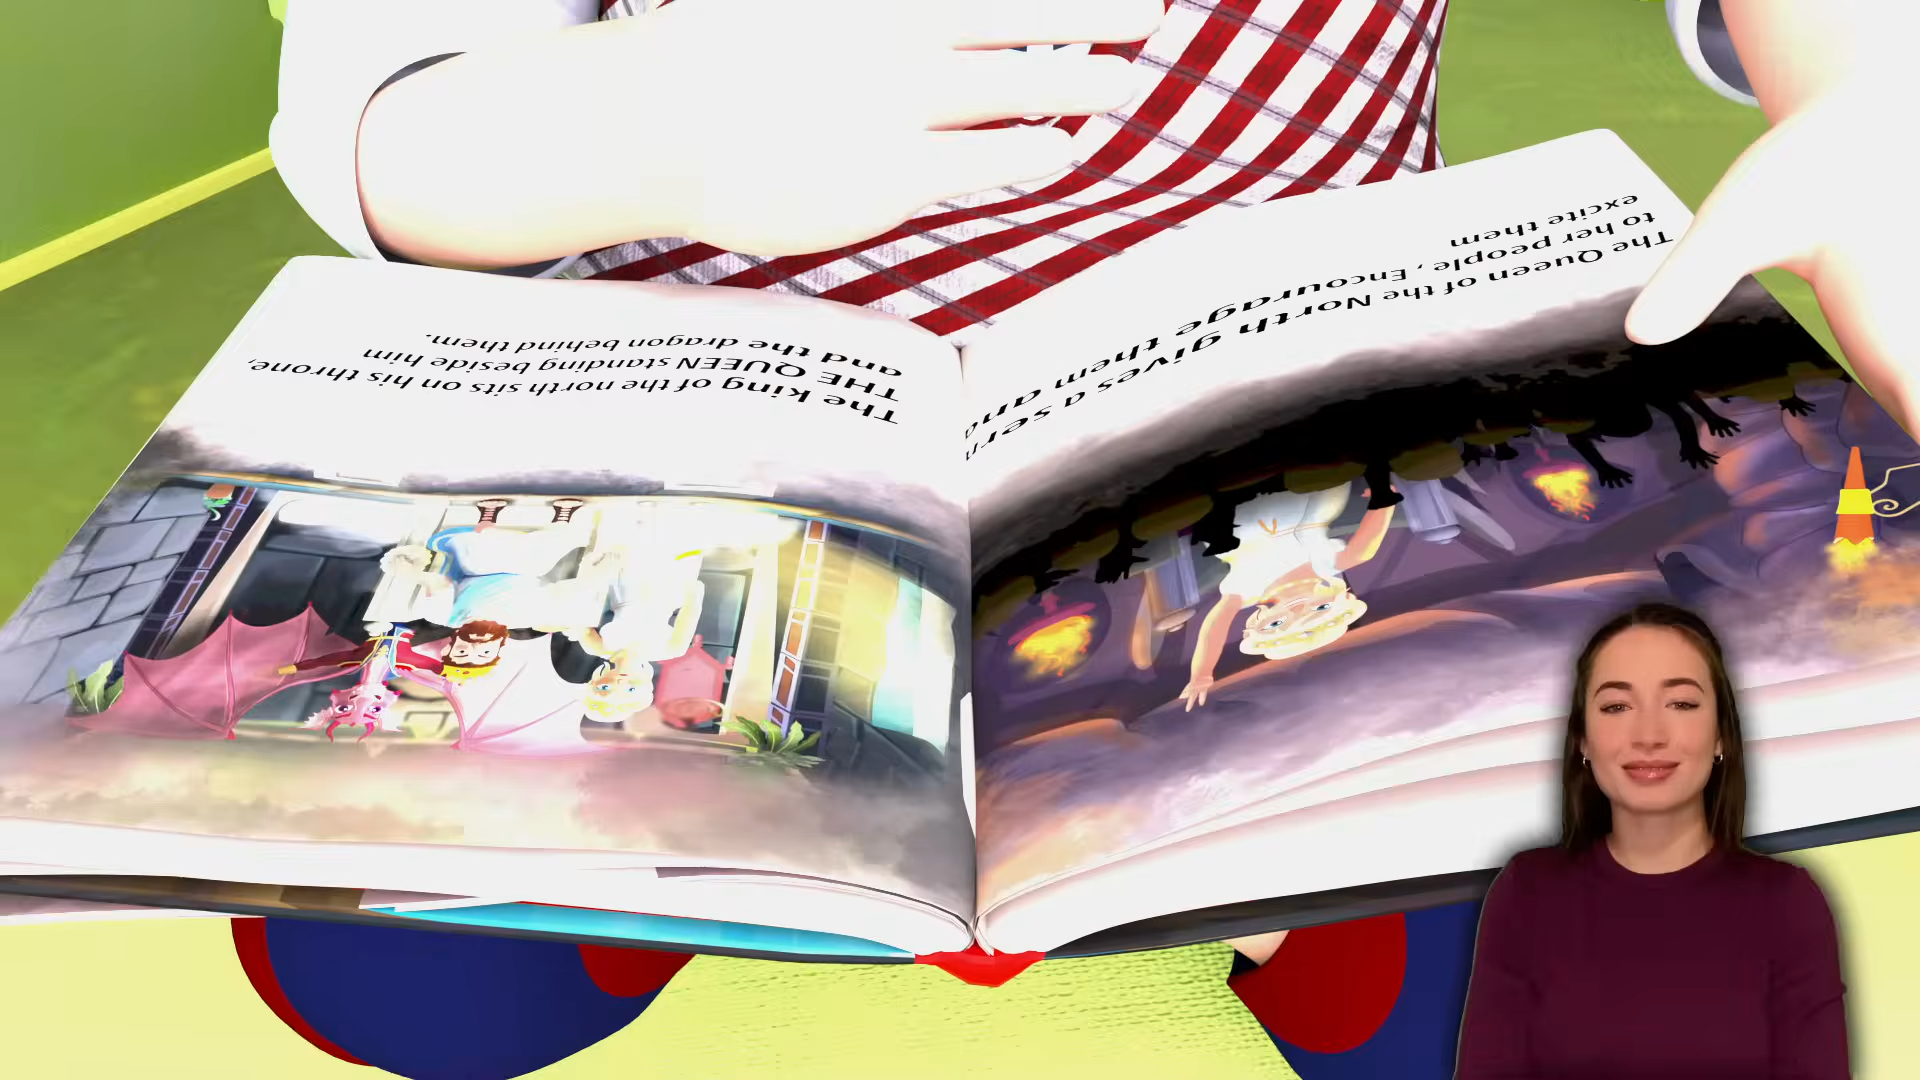 The Queen of the North gives a serm
to her people, Encourage them and
excite them
The king of the north sits on his throne,
THE QUEEN standing beside him
and the dragon behind them.